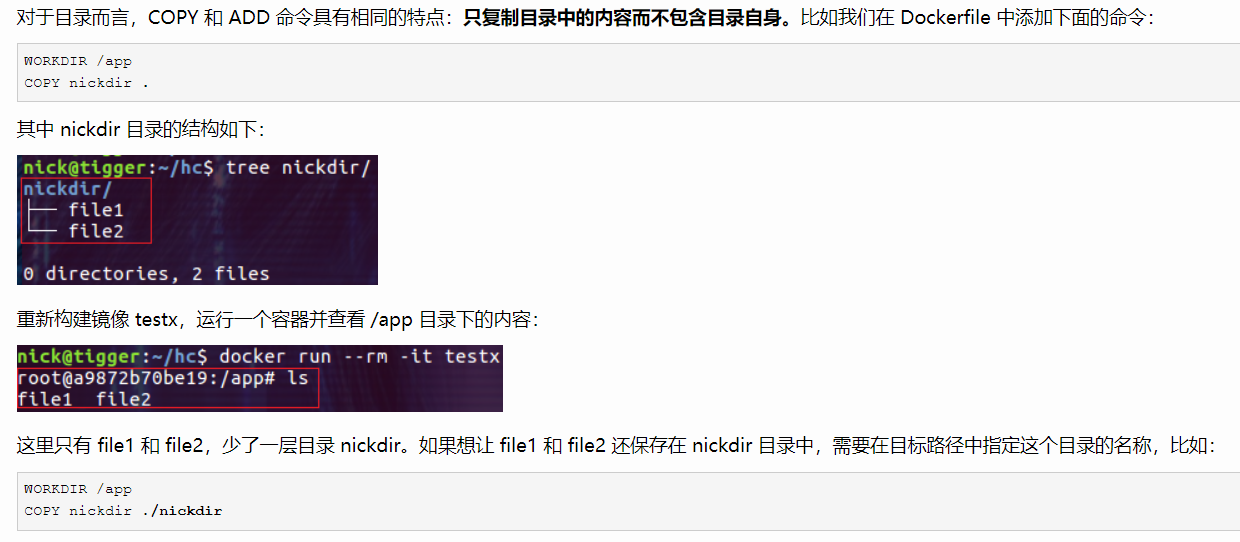 对于目录而言，COPY 和 ADD 命令具有相同的特点：只复制目录中的内容而不包含目录自身。比如我们在 Dockerfile 中添加下面的命令：
WORKDIR /app
COPY nickdir .
其中 nickdir 目录的结构如下：
nick@tigger:~/hc$ tree nickdir/
nickdir/
├── file1
└── file2
0 directories, 2 files
重新构建镜像 testx，运行一个容器并查看 /app 目录下的内容：
nick@tigger:~/hc$ docker run --rm -it testx
root@a9872b70be19:/app# ls
file1  file2
这里只有 file1 和 file2，少了一层目录 nickdir。如果想让 file1 和 file2 还保存在 nickdir 目录中，需要在目标路径中指定这个目录的名称，比如：
WORKDIR /app
COPY nickdir ./nickdir